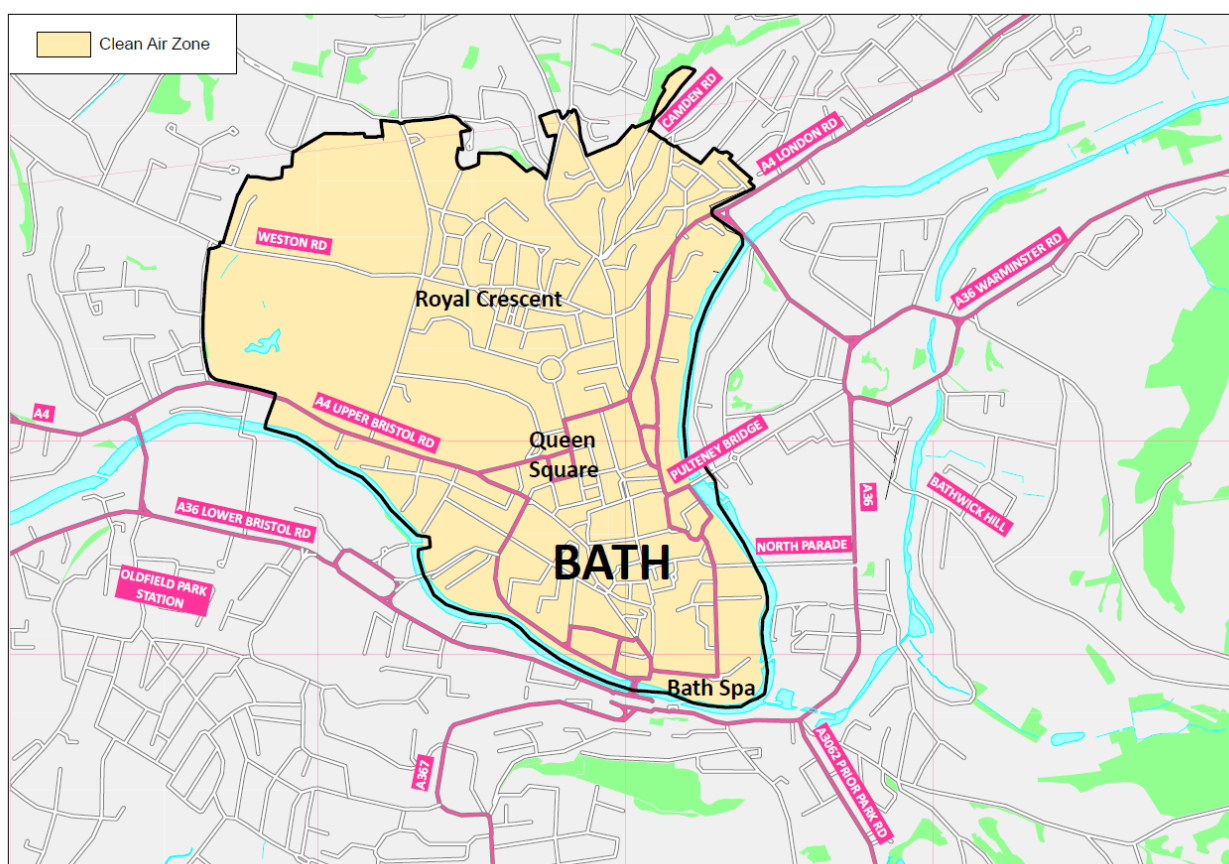 Clean Air Zone
CAMDEN RD
A4 LONDON RD
WESTON RD
A36 WARMINSTER RD
Royal Crescent
A4
A4 UPPER BRISTOL RD
Queen
Square
PULTENEY BRIDGE
A36
BATHWICK HILL
A36 LOWER BRISTOL RD
NORTH PARADE
BATH
OLDFIELD PARK
STATION
Bath Spa
A367
A3062 PRIOR PARK RD